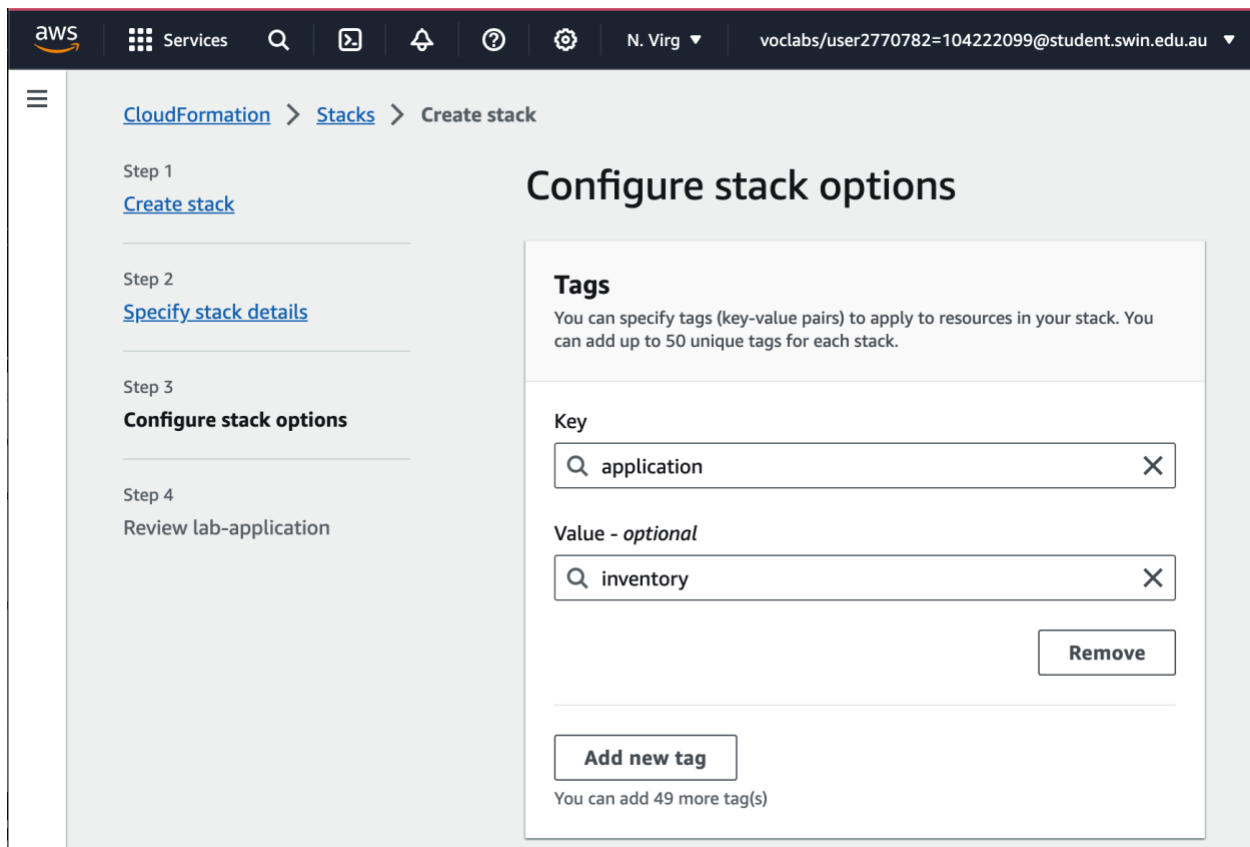 aws Services N. Virg voclabs/user2770782=104222099@student.swin.edu.au
CloudFormation Stacks Create stack
Step 1
Create stack
Step 2
Specify stack details
Step 3
Configure stack options
Step 4
Review lab-application
Configure stack options
Tags
You can specify tags (key-value pairs) to apply to resources in your stack. You
can add up to 50 unique tags for each stack.
Key
application
Value - optional
inventory
Remove
Add new tag
You can add 49 more tag(s)